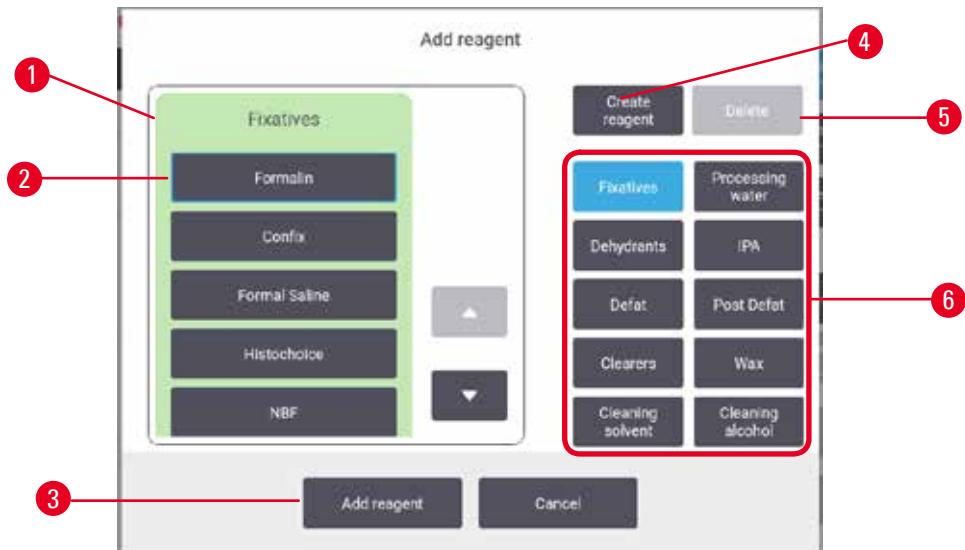 Add reagent
1
Fixatives
2
Formalin
Confix
Formal Saline
Histochoice
NBF
4
Create
reagent
Delete
5
Fixatives
Processing
water
Dehydrants
IPA
Defat
Post Defat
6
Clearers
Wax
Cleaning
solvent
Cleaning
alcohol
3
Add reagent
Cancel